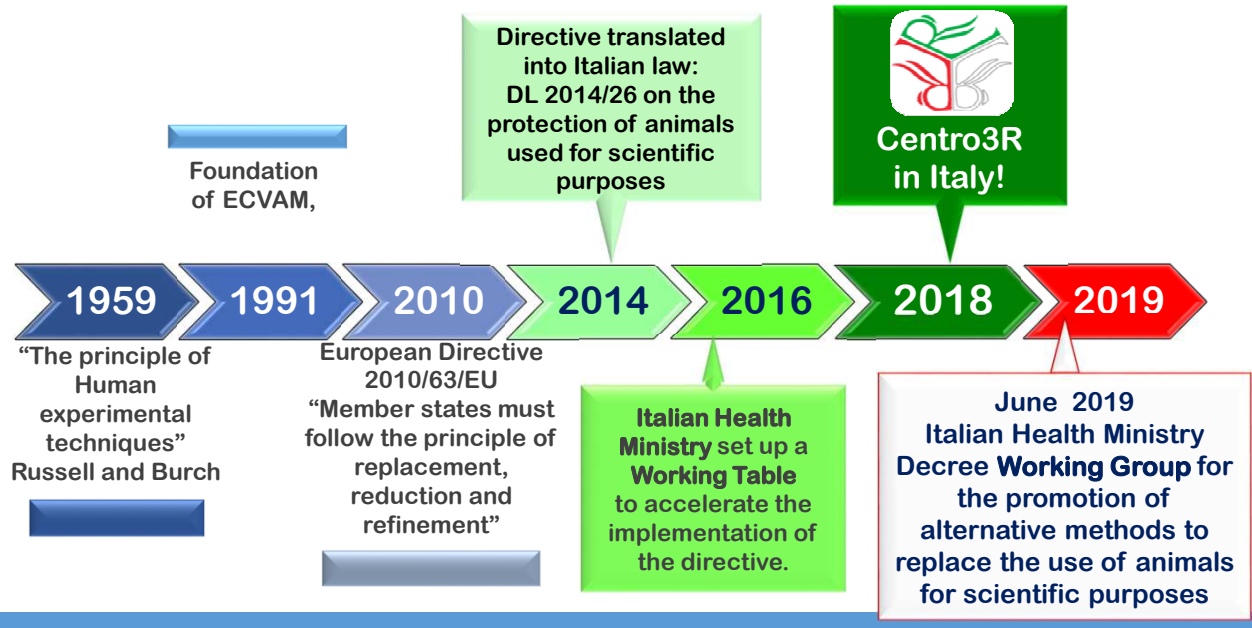 Directive translated
into Italian law:
DL 2014/26 on the
protection of animals
used for scientific
purposes
Centro3R
in Italy!
Foundation
of ECVAM,
1959
1991
2010
2014
2016
2018
2019
“The principle of
Human
experimental
techniques”
Russell and Burch
European Directive
2010/63/EU
“Member states must
follow the principle of
replacement,
reduction and
refinement”
Italian Health
Ministry set up a
Working Table
to accelerate the
implementation of
the directive.
June 2019
Italian Health Ministry
Decree Working Group for
the promotion of
alternative methods to
replace the use of animals
for scientific purposes